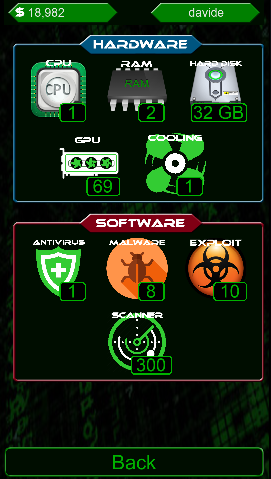 $ 18,982
davide
HARDWARE
CPU
RAM
HARD DISK
CPU
RAM
1
2
32 GB
GPU
COOLING
69
1
SOFTWARE
ANTIVIRUS
MALWARE
EXPLOIT
1
8
10
SCANNER
300
Back